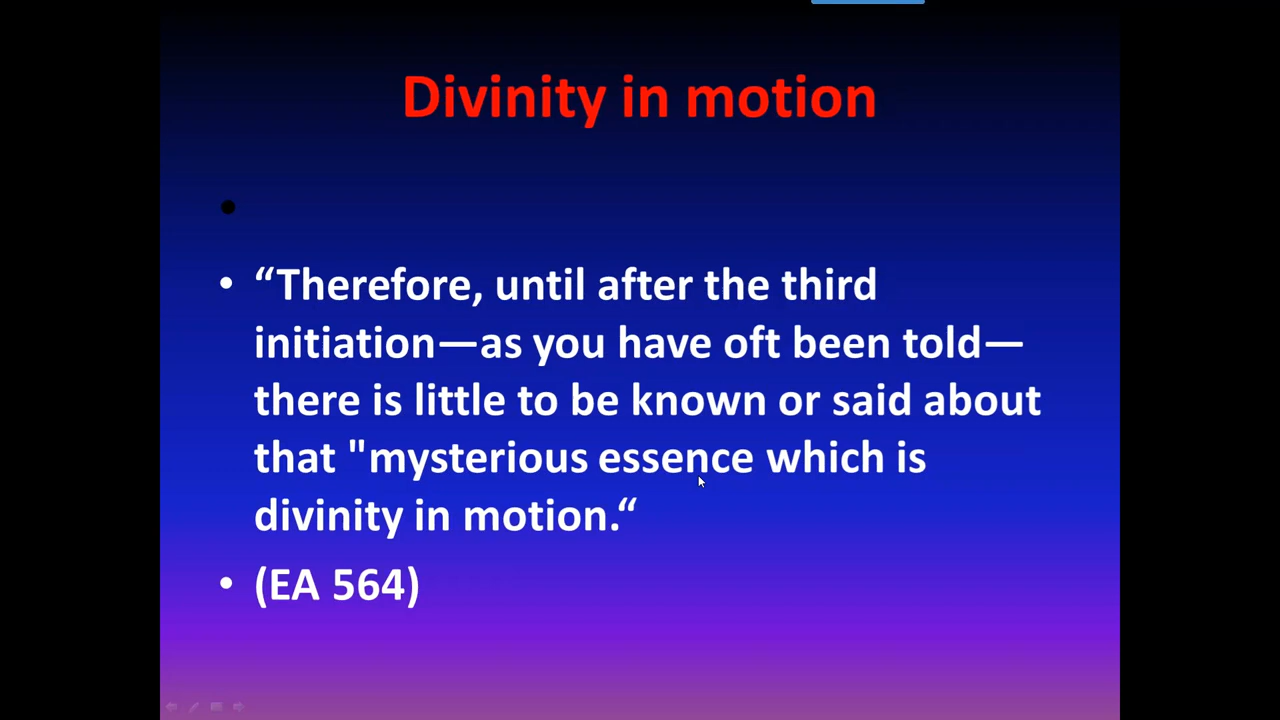 Divinity in motion
•
• “Therefore, until after the third
initiation—as you have oft been told—
there is little to be known or said about
that "mysterious essence which is
divinity in motion.“
• (EA 564)